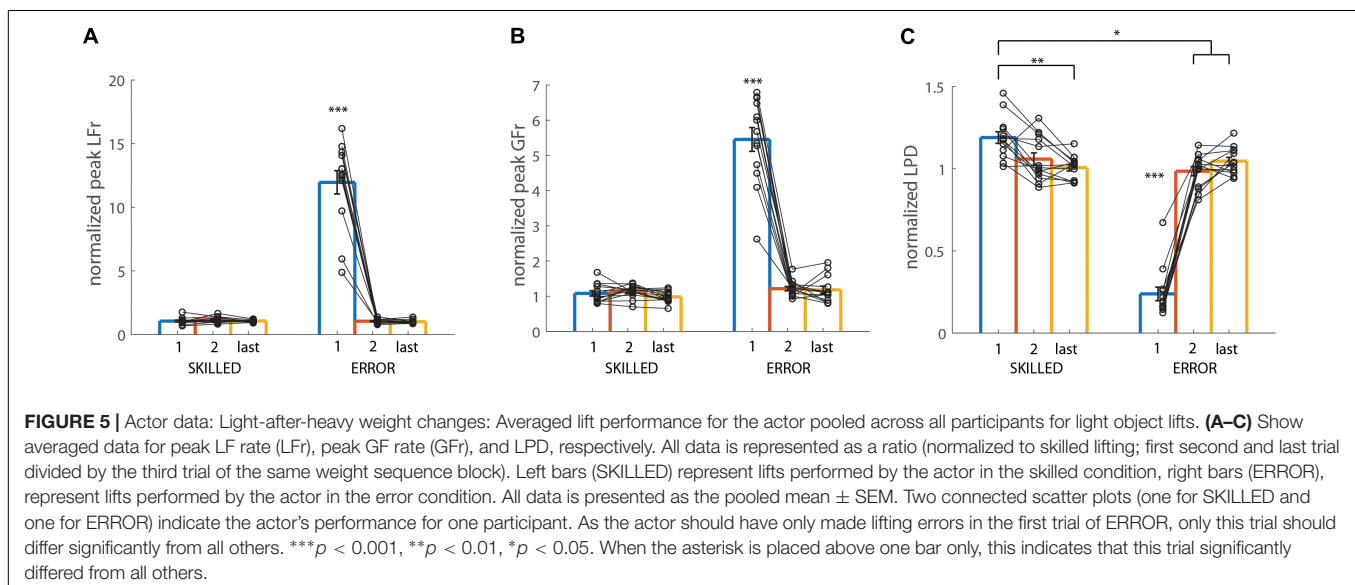 A
B
C
normalized peak LFr
20
15
10
5
0
***
1 2 last 1 2 last
SKILLED ERROR
normalized peak GFr
7
6
5
4
3
2
1
0
***
1 2 last 1 2 last
SKILLED ERROR
normalized LPD
1.5
1
0.5
0
*
**
***
1 2 last 1 2 last
SKILLED ERROR
FIGURE 5 | Actor data: Light-after-heavy weight changes: Averaged lift performance for the actor pooled across all participants for light object lifts. (A–C) Show
averaged data for peak LF rate (LFr), peak GF rate (GFr), and LPD, respectively. All data is represented as a ratio (normalized to skilled lifting; first second and last trial
divided by the third trial of the same weight sequence block). Left bars (SKILLED) represent lifts performed by the actor in the skilled condition, right bars (ERROR),
represent lifts performed by the actor in the error condition. All data is presented as the pooled mean ± SEM. Two connected scatter plots (one for SKILLED and
one for ERROR) indicate the actor's performance for one participant. As the actor should have only made lifting errors in the first trial of ERROR, only this trial should
differ significantly from all others. ***p < 0.001, **p < 0.01, *p < 0.05. When the asterisk is placed above one bar only, this indicates that this trial significantly
differed from all others.